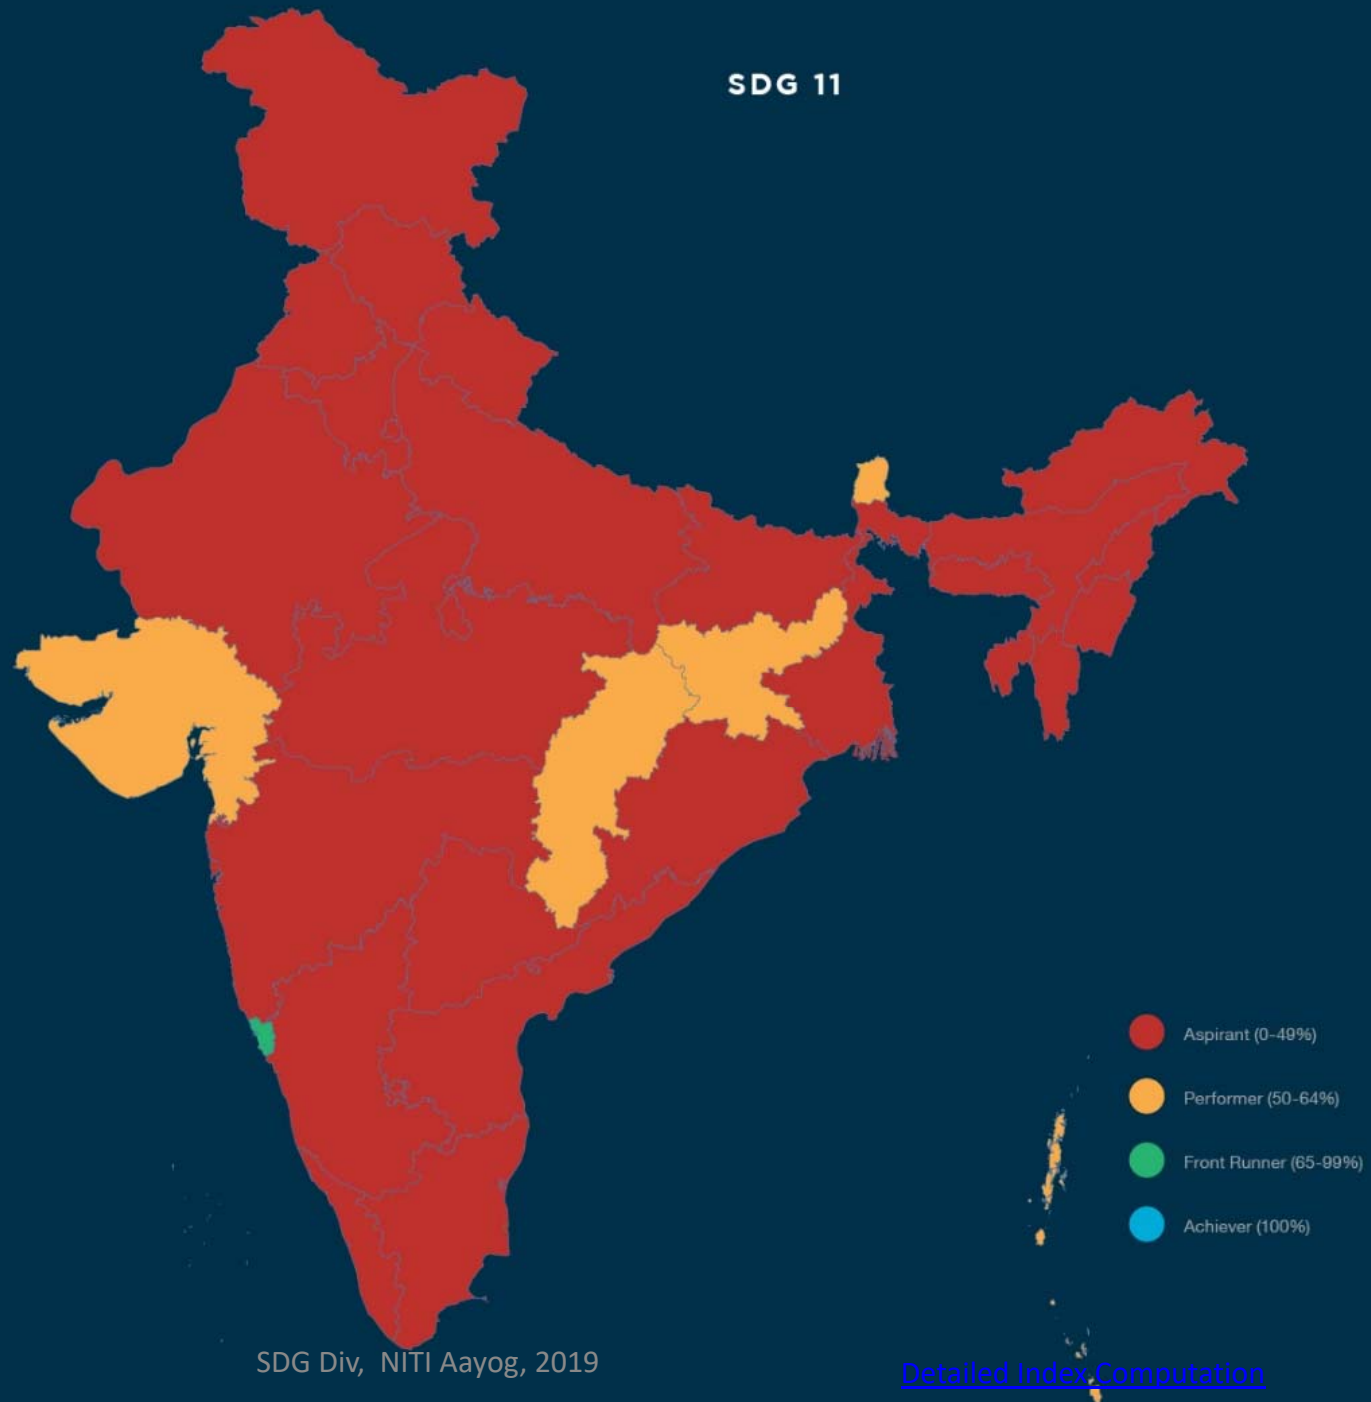 SDG 11
Aspirant (0-49%)
Performer (50-64%)
Front Runner (65-99%)
Achiever (100%)
SDG Div, NITI Aayog, 2019
Detailed Index Computation